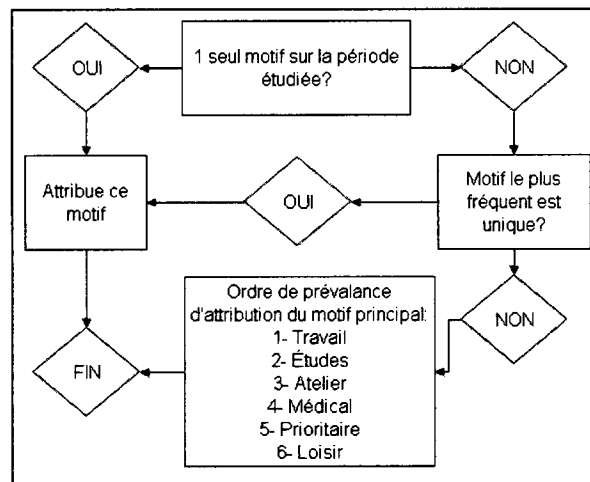 1 seul motif sur la période
étudiée?
OUI
NON
Attribue ce
motif
OUI
Motif le plus
fréquent est
unique?
Ordre de prévalance
d'attribution du motif principal:
1- Travail
2- Études
3- Atelier
4- Médical
5- Prioritaire
6- Loisir
NON
FIN